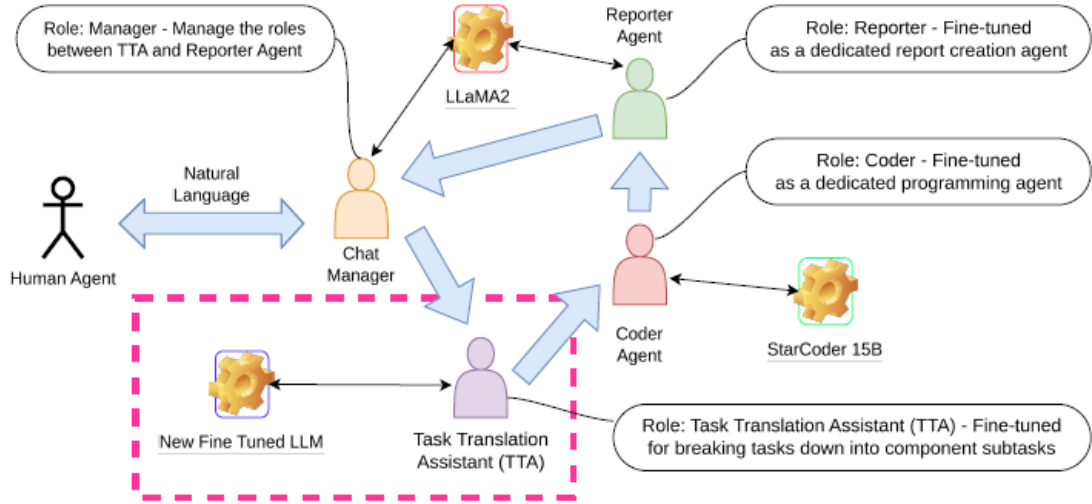 Role: Manager - Manage the roles
between TTA and Reporter Agent
LLaMA2
Reporter
Agent
Role: Reporter - Fine-tuned
as a dedicated report creation agent
Natural
Language
Human Agent
Chat
Manager
Role: Coder - Fine-tuned
as a dedicated programming agent
Coder
Agent
StarCoder 15B
New Fine Tuned LLM
Task Translation
Assistant (TTA)
Role: Task Translation Assistant (TTA) - Fine-tuned
for breaking tasks down into component subtasks